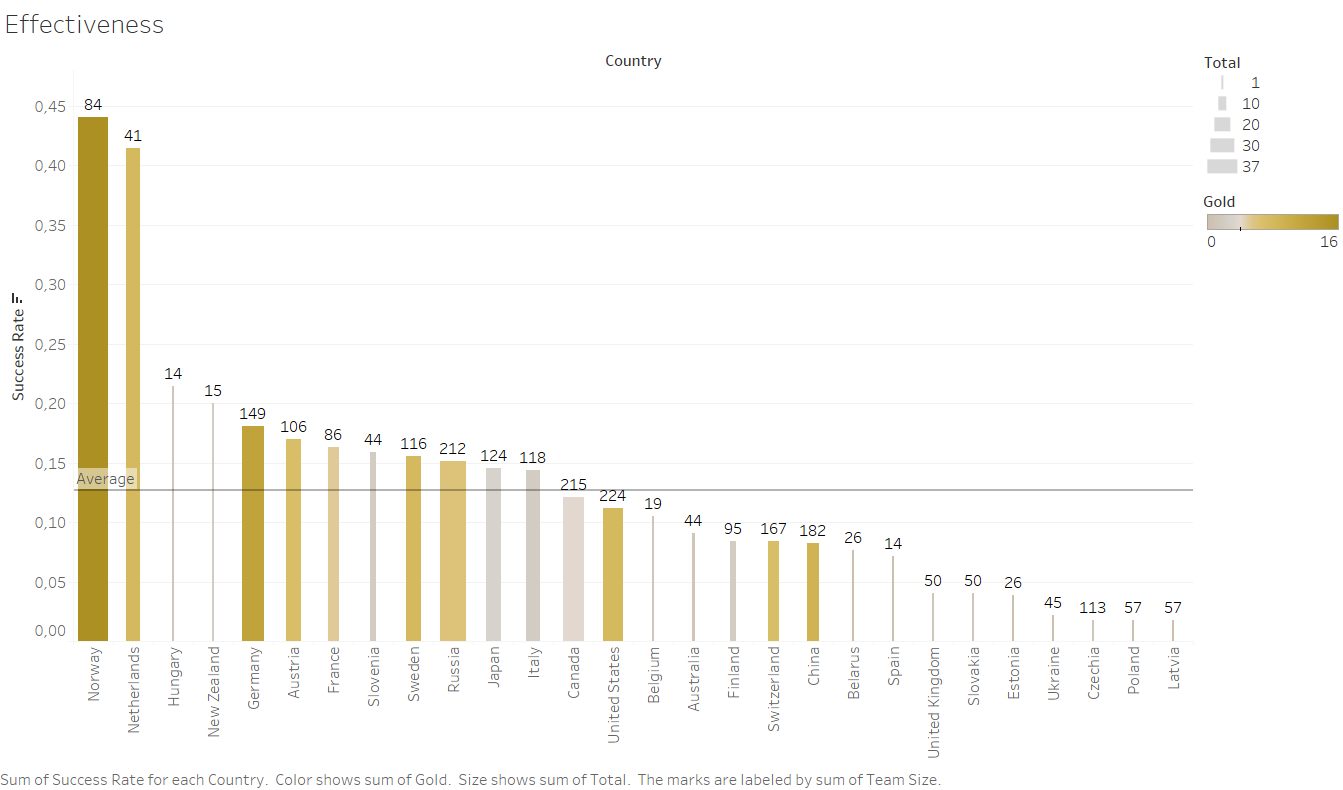 Effectiveness
Country
Total
1
10
20
30
37
Gold
0 16
Success Rate
0,45
0,40
0,35
0,30
0,25
0,20
0,15
0,10
0,05
0,00
Average
84
41
14
15
149
106
86
44
116
212
124
118
215
224
19
44
95
167
182
26
14
50
50
26
45
113
57
57
Norway
Netherlands
Hungary
New Zealand
Germany
Austria
France
Slovenia
Sweden
Russia
Japan
Italy
Canada
United States
Belgium
Australia
Finland
Switzerland
China
Belarus
Spain
United Kingdom
Slovakia
Estonia
Ukraine
Czechia
Poland
Latvia
Sum of Success Rate for each Country. Color shows sum of Gold. Size shows sum of Total. The marks are labeled by sum of Team Size.